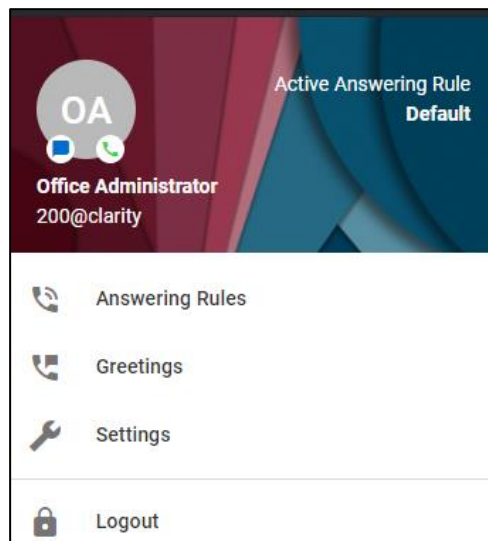 OA
Active Answering Rule
Default
Office Administrator
200@clarity
Answering Rules
Greetings
Settings
Logout